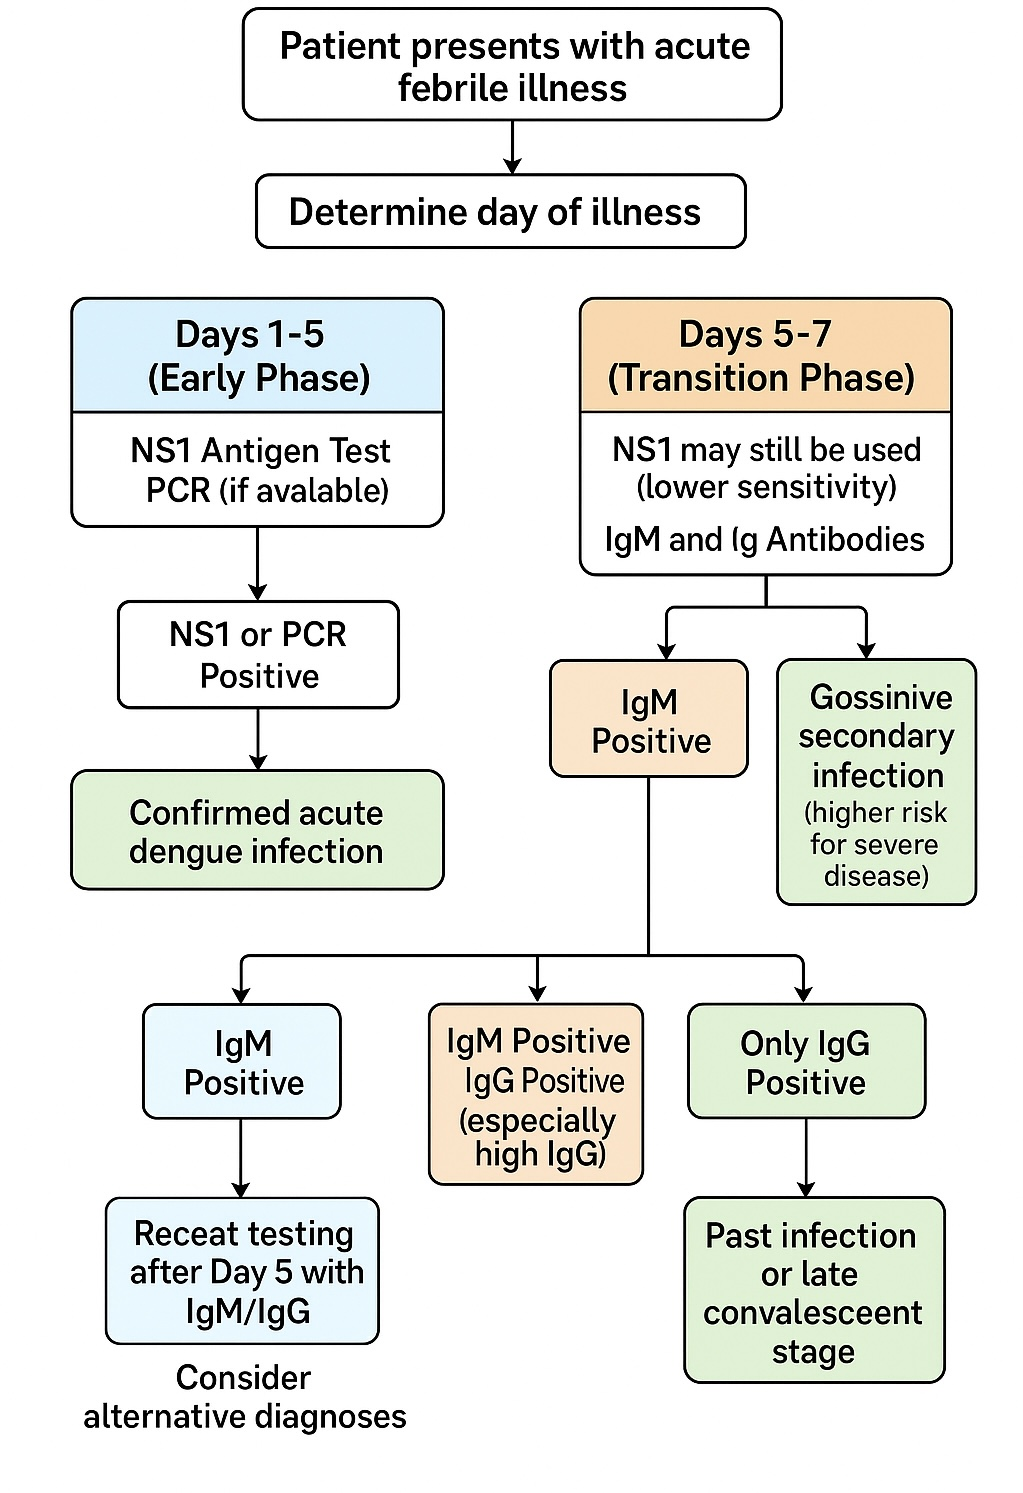 Patient presents with acute
febrile illness
Determine day of illness
Days 1-5
(Early Phase)
NS1 Antigen Test
PCR (if avalable)
NS1 or PCR
Positive
Confirmed acute
dengue infection
Days 5-7
(Transition Phase)
NS1 may still be used
(lower sensitivity)
IgM and Ig Antibodies
IgM
Positive
Gossinive
secondary
infection
(higher risk
for severe
disease)
IgM
Positive
Receat testing
after Day 5 with
IgM/IgG
Consider
alternative diagnoses
IgM Positive
IgG Positive
(especially
high IgG)
Only IgG
Positive
Past infection
or late
convalesceent
stage